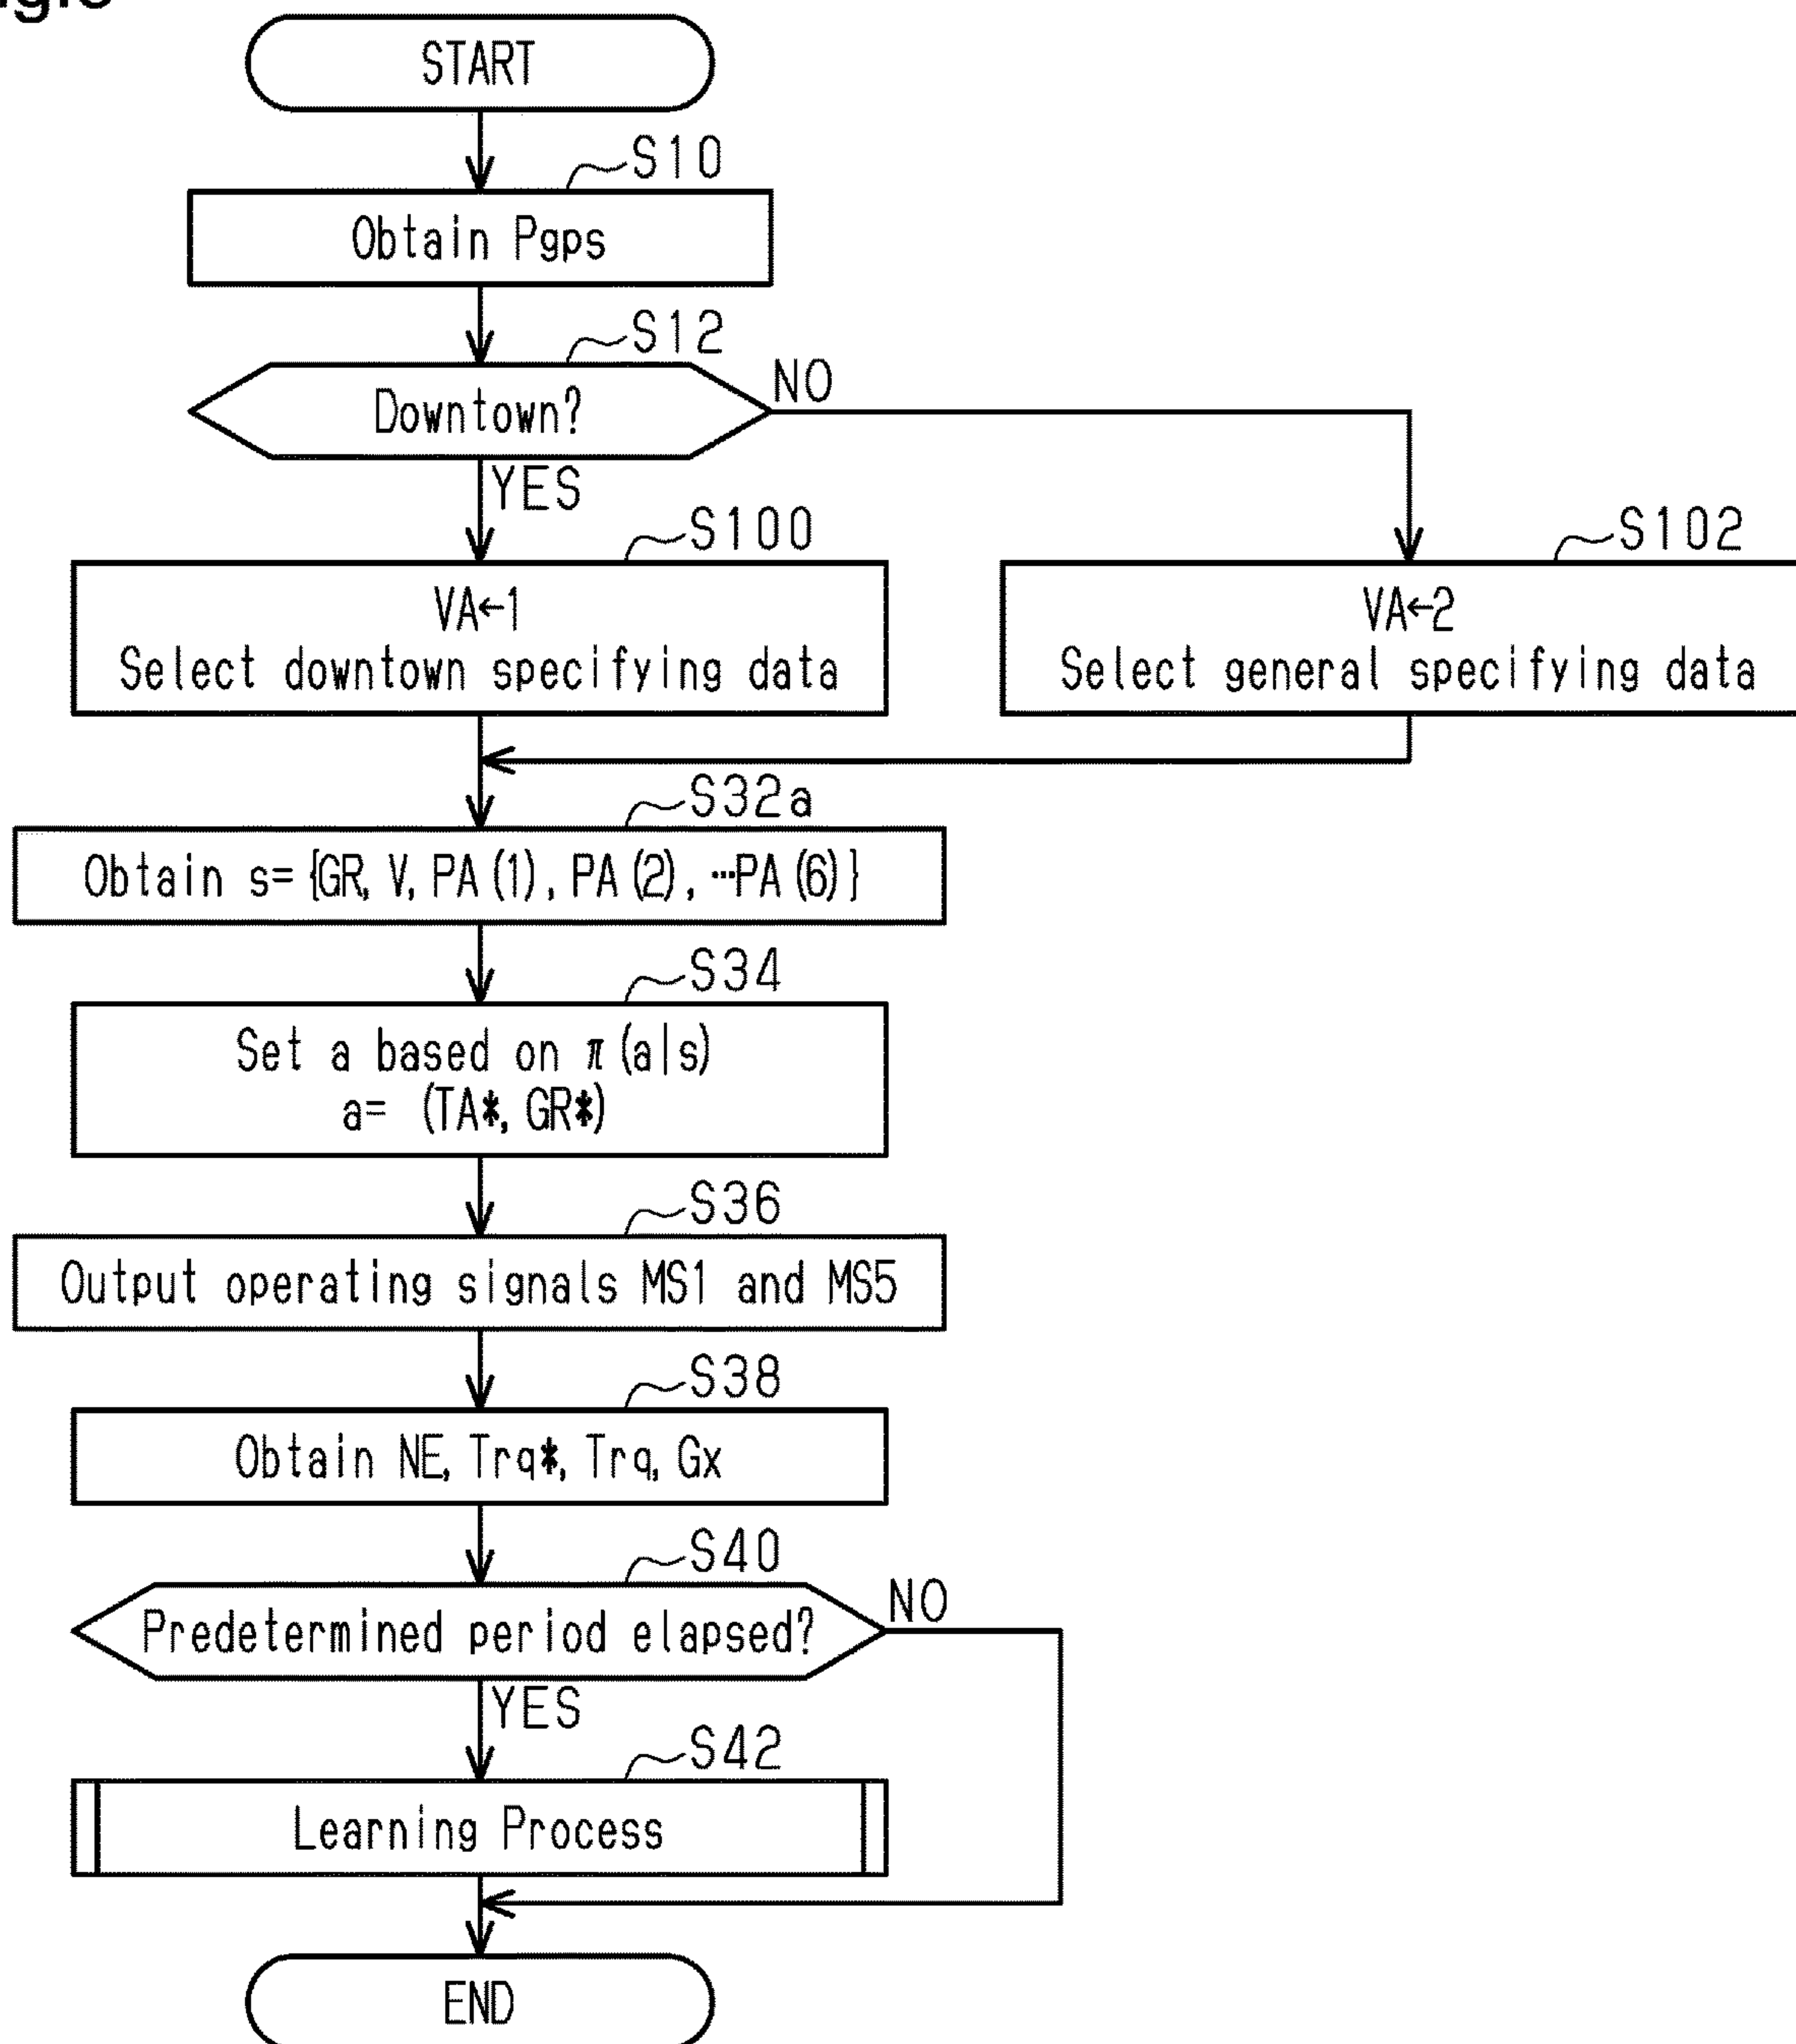 START
S10
Obtain Pgps
S12
Downtown?
NO
YES
S100
VA←1
Select downtown specifying data
S102
VA←2
Select general specifying data
S32a
Obtain s= {GR, V, PA (1), PA (2), ···PA (6)}
S34
Set a based on π (a|s)
a= (TA*, GR*)
S36
Output operating signals MS1 and MS5
S38
Obtain NE, Trq*, Trq, Gx
S40
Predetermined period elapsed?
NO
YES
S42
Learning Process
END